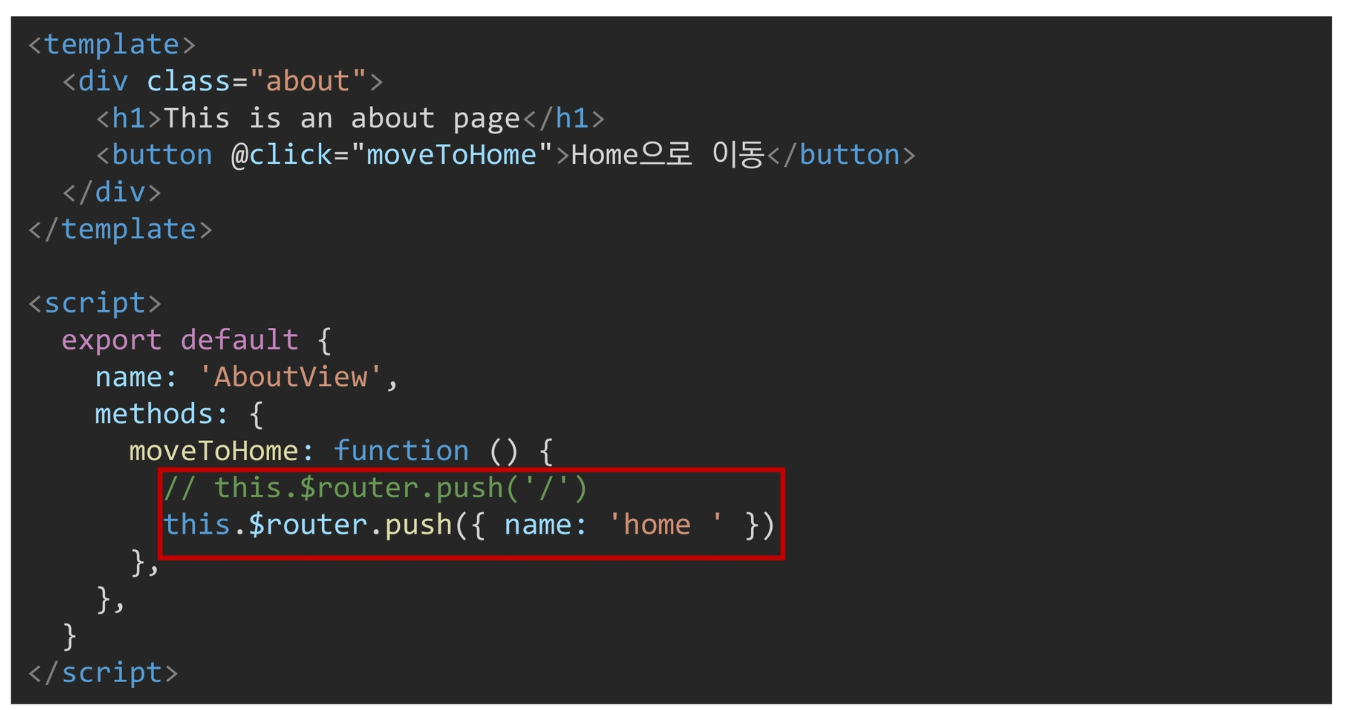 <template>
  <div class="about">
    <h1>This is an about page</h1>
    <button @click="moveToHome">Home으로 이동</button>
  </div>
</template>

<script>
  export default {
    name: 'AboutView',
    methods: {
      moveToHome: function () {
        // this.$router.push('/')
        this.$router.push({ name: 'home ' })
      },
    },
  }
</script>